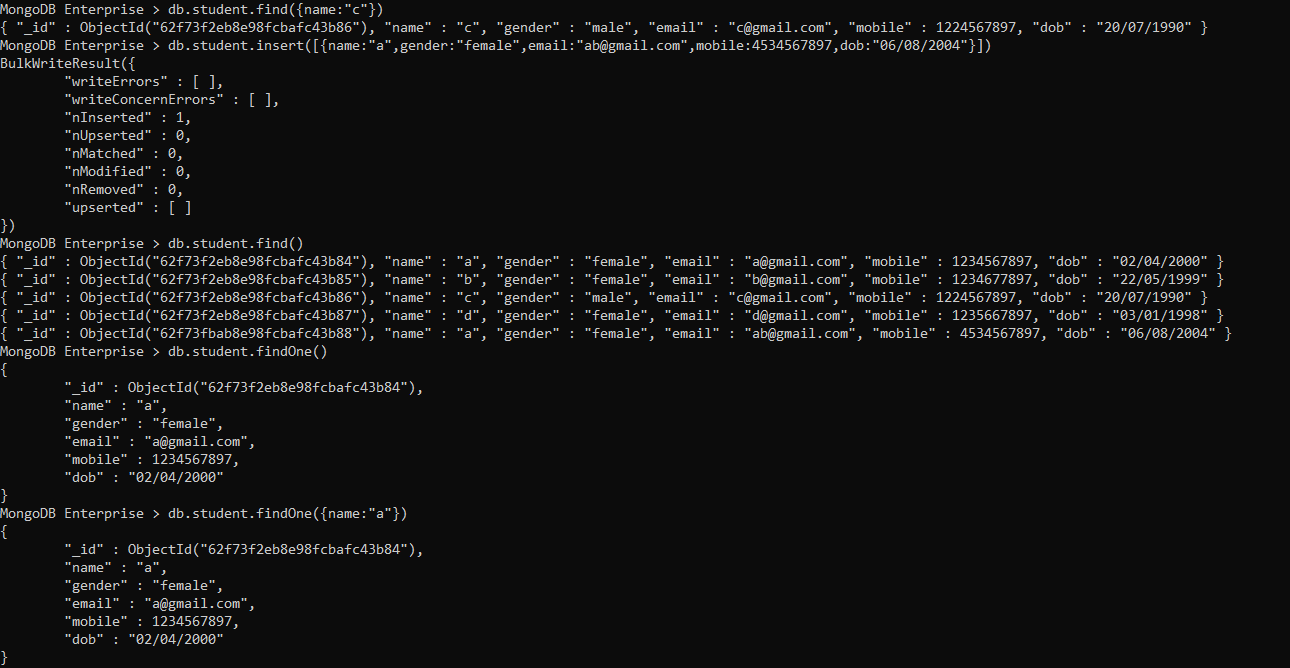 MongoDB Enterprise > db.student.find({name:"c"})
{ "_id" : ObjectId("62f73f2eb8e98fcbafc43b86"), "name" : "c", "gender" : "male", "email" : "c@gmail.com", "mobile" : 1224567897, "dob" : "20/07/1990" }
MongoDB Enterprise > db.student.insert([{name:"a",gender:"female",email:"ab@gmail.com",mobile:4534567897,dob:"06/08/2004"}])
BulkWriteResult({
        "writeErrors" : [ ],
        "writeConcernErrors" : [ ],
        "nInserted" : 1,
        "nUpserted" : 0,
        "nMatched" : 0,
        "nModified" : 0,
        "nRemoved" : 0,
        "upserted" : [ ]
})
MongoDB Enterprise > db.student.find()
{ "_id" : ObjectId("62f73f2eb8e98fcbafc43b84"), "name" : "a", "gender" : "female", "email" : "a@gmail.com", "mobile" : 1234567897, "dob" : "02/04/2000" }
{ "_id" : ObjectId("62f73f2eb8e98fcbafc43b85"), "name" : "b", "gender" : "female", "email" : "b@gmail.com", "mobile" : 1234677897, "dob" : "22/05/1999" }
{ "_id" : ObjectId("62f73f2eb8e98fcbafc43b86"), "name" : "c", "gender" : "male", "email" : "c@gmail.com", "mobile" : 1224567897, "dob" : "20/07/1990" }
{ "_id" : ObjectId("62f73f2eb8e98fcbafc43b87"), "name" : "d", "gender" : "female", "email" : "d@gmail.com", "mobile" : 1235667897, "dob" : "03/01/1998" }
{ "_id" : ObjectId("62f73fbab8e98fcbafc43b88"), "name" : "a", "gender" : "female", "email" : "ab@gmail.com", "mobile" : 4534567897, "dob" : "06/08/2004" }
MongoDB Enterprise > db.student.findOne()
{
        "_id" : ObjectId("62f73f2eb8e98fcbafc43b84"),
        "name" : "a",
        "gender" : "female",
        "email" : "a@gmail.com",
        "mobile" : 1234567897,
        "dob" : "02/04/2000"
}
MongoDB Enterprise > db.student.findOne({name:"a"})
{
        "_id" : ObjectId("62f73f2eb8e98fcbafc43b84"),
        "name" : "a",
        "gender" : "female",
        "email" : "a@gmail.com",
        "mobile" : 1234567897,
        "dob" : "02/04/2000"
}